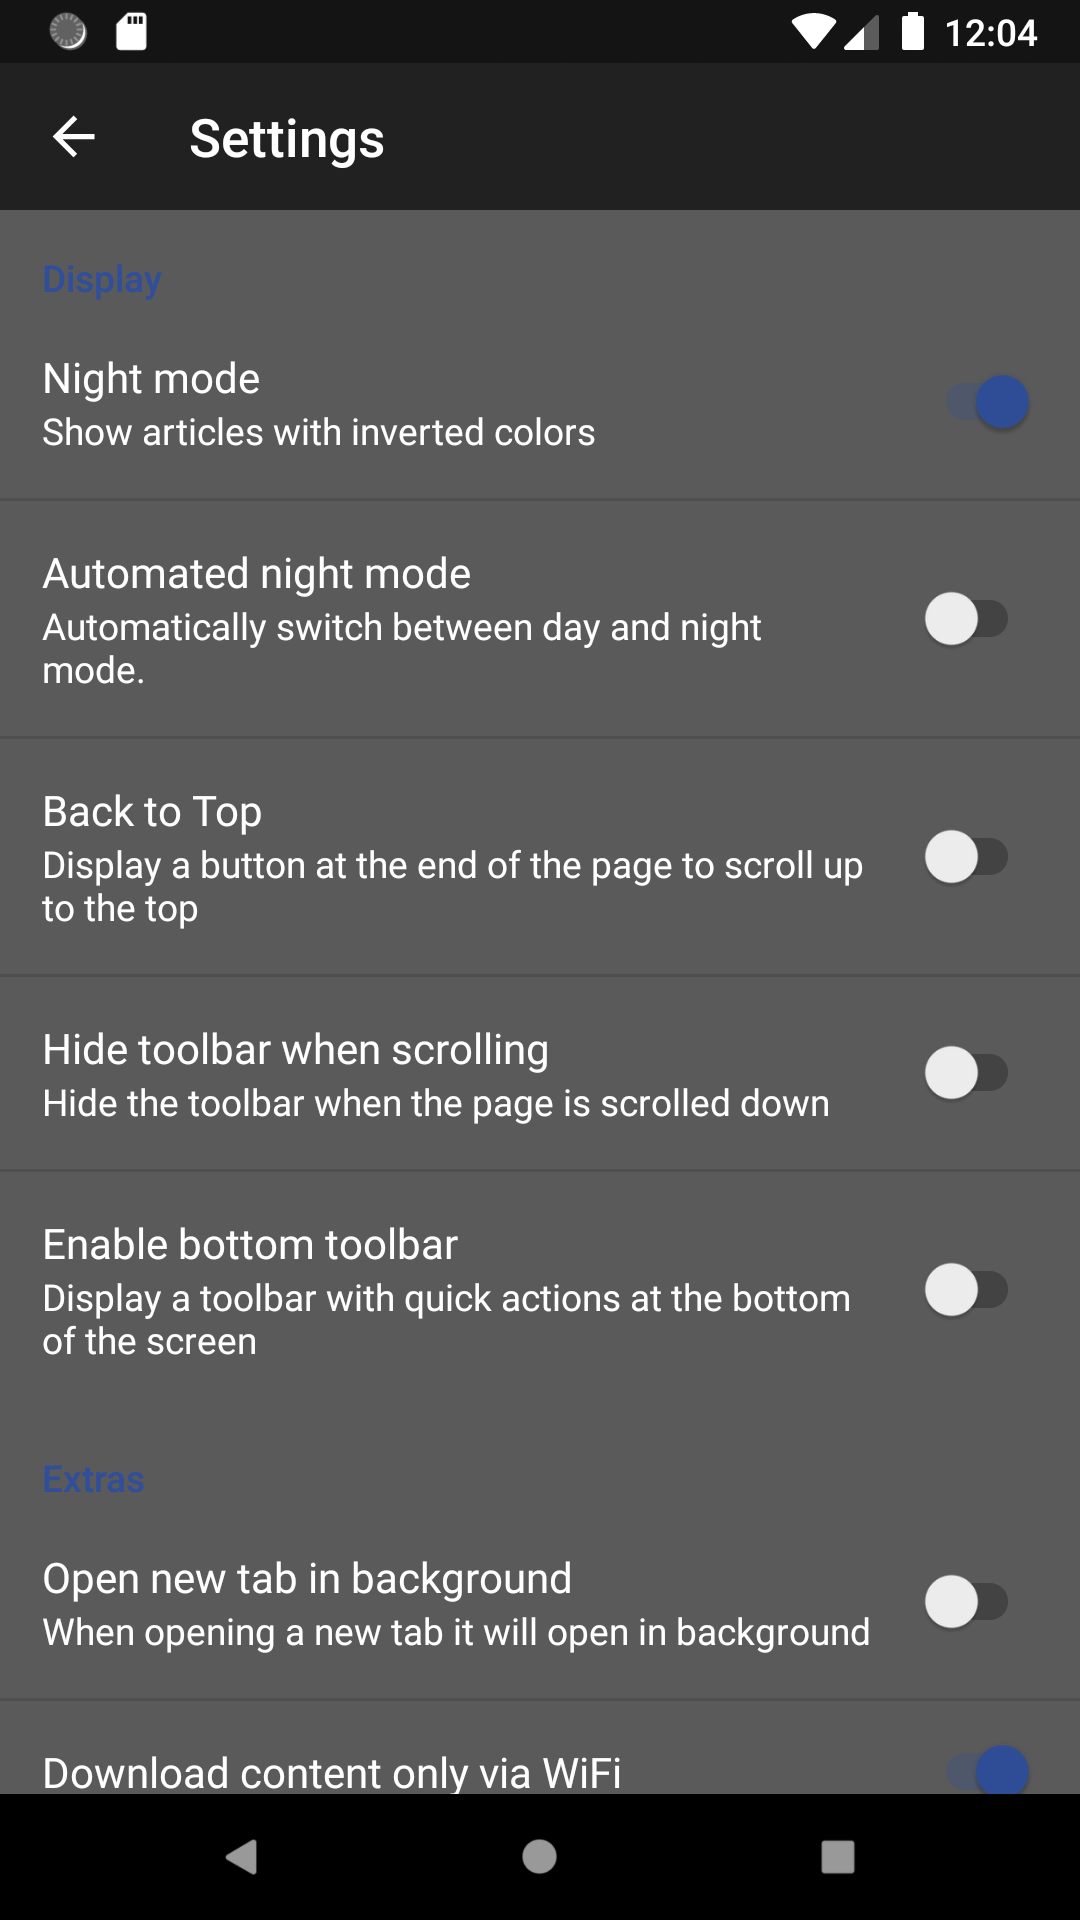 12:04
Settings
Display
Night mode
Show articles with inverted colors
Automated night mode
Automatically switch between day and night
mode.
Back to Top
Display a button at the end of the page to scroll up
to the top
Hide toolbar when scrolling
Hide the toolbar when the page is scrolled down
Enable bottom toolbar
Display a toolbar with quick actions at the bottom
of the screen
Extras
Open new tab in background
When opening a new tab it will open in background
Download content only via WiFi